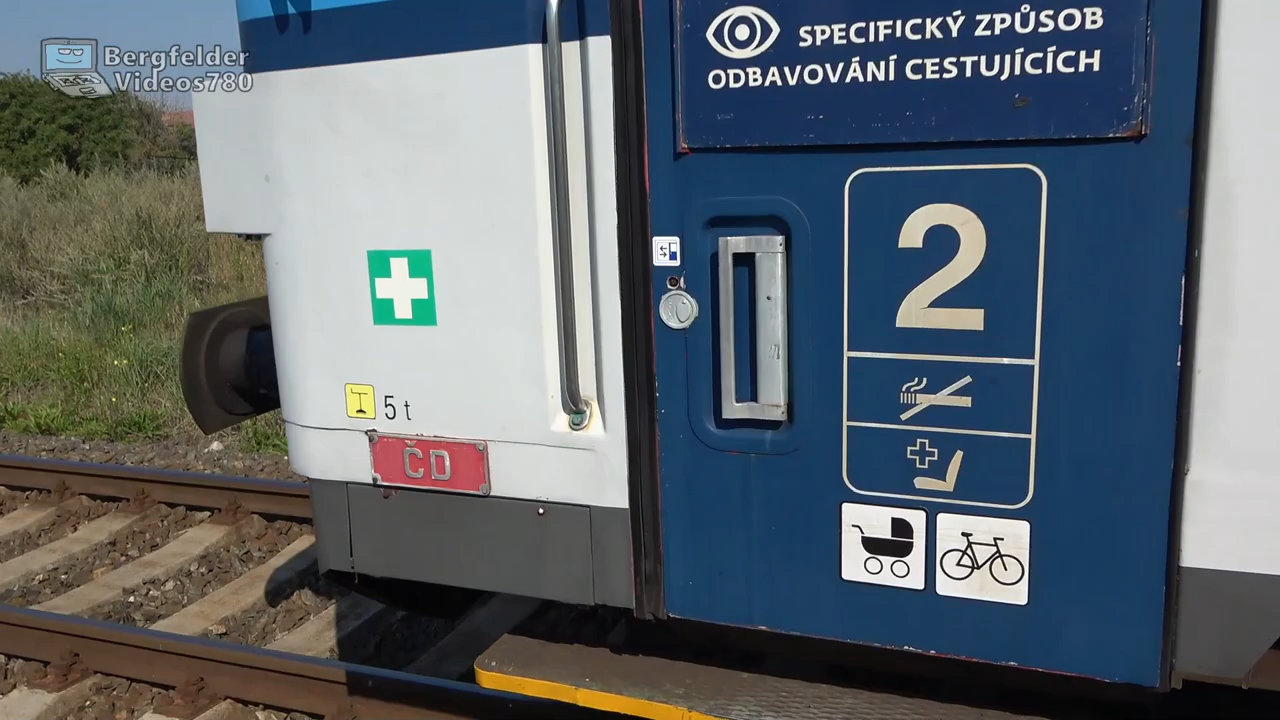 Bergfelder
Videos780
SPECIFICKÝ ZPŮSOB
ODBAVOVÁNÍ CESTUJÍCÍCH
2
5 t
ČD